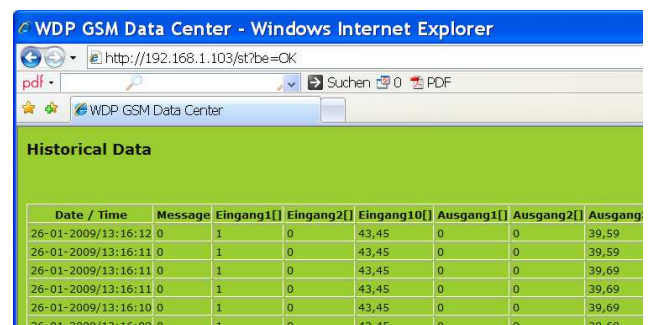 WDP GSM Data Center - Windows Internet Explorer
http://192.168.1.103/st?be=OK
pdf Suchen 0 PDF
WDP GSM Data Center
Historical Data
Date / Time Message Eingang1[] Eingang2[] Eingang10[] Ausgang1[] Ausgang2[] Ausgang
26-01-2009/13:16:12 0 1 0 43,45 0 0 39,59
26-01-2009/13:16:11 0 1 0 43,45 0 0 39,59
26-01-2009/13:16:11 0 1 0 43,45 0 0 39,69
26-01-2009/13:16:11 0 1 0 43,45 0 0 39,69
26-01-2009/13:16:10 0 1 0 43,45 0 0 39,69